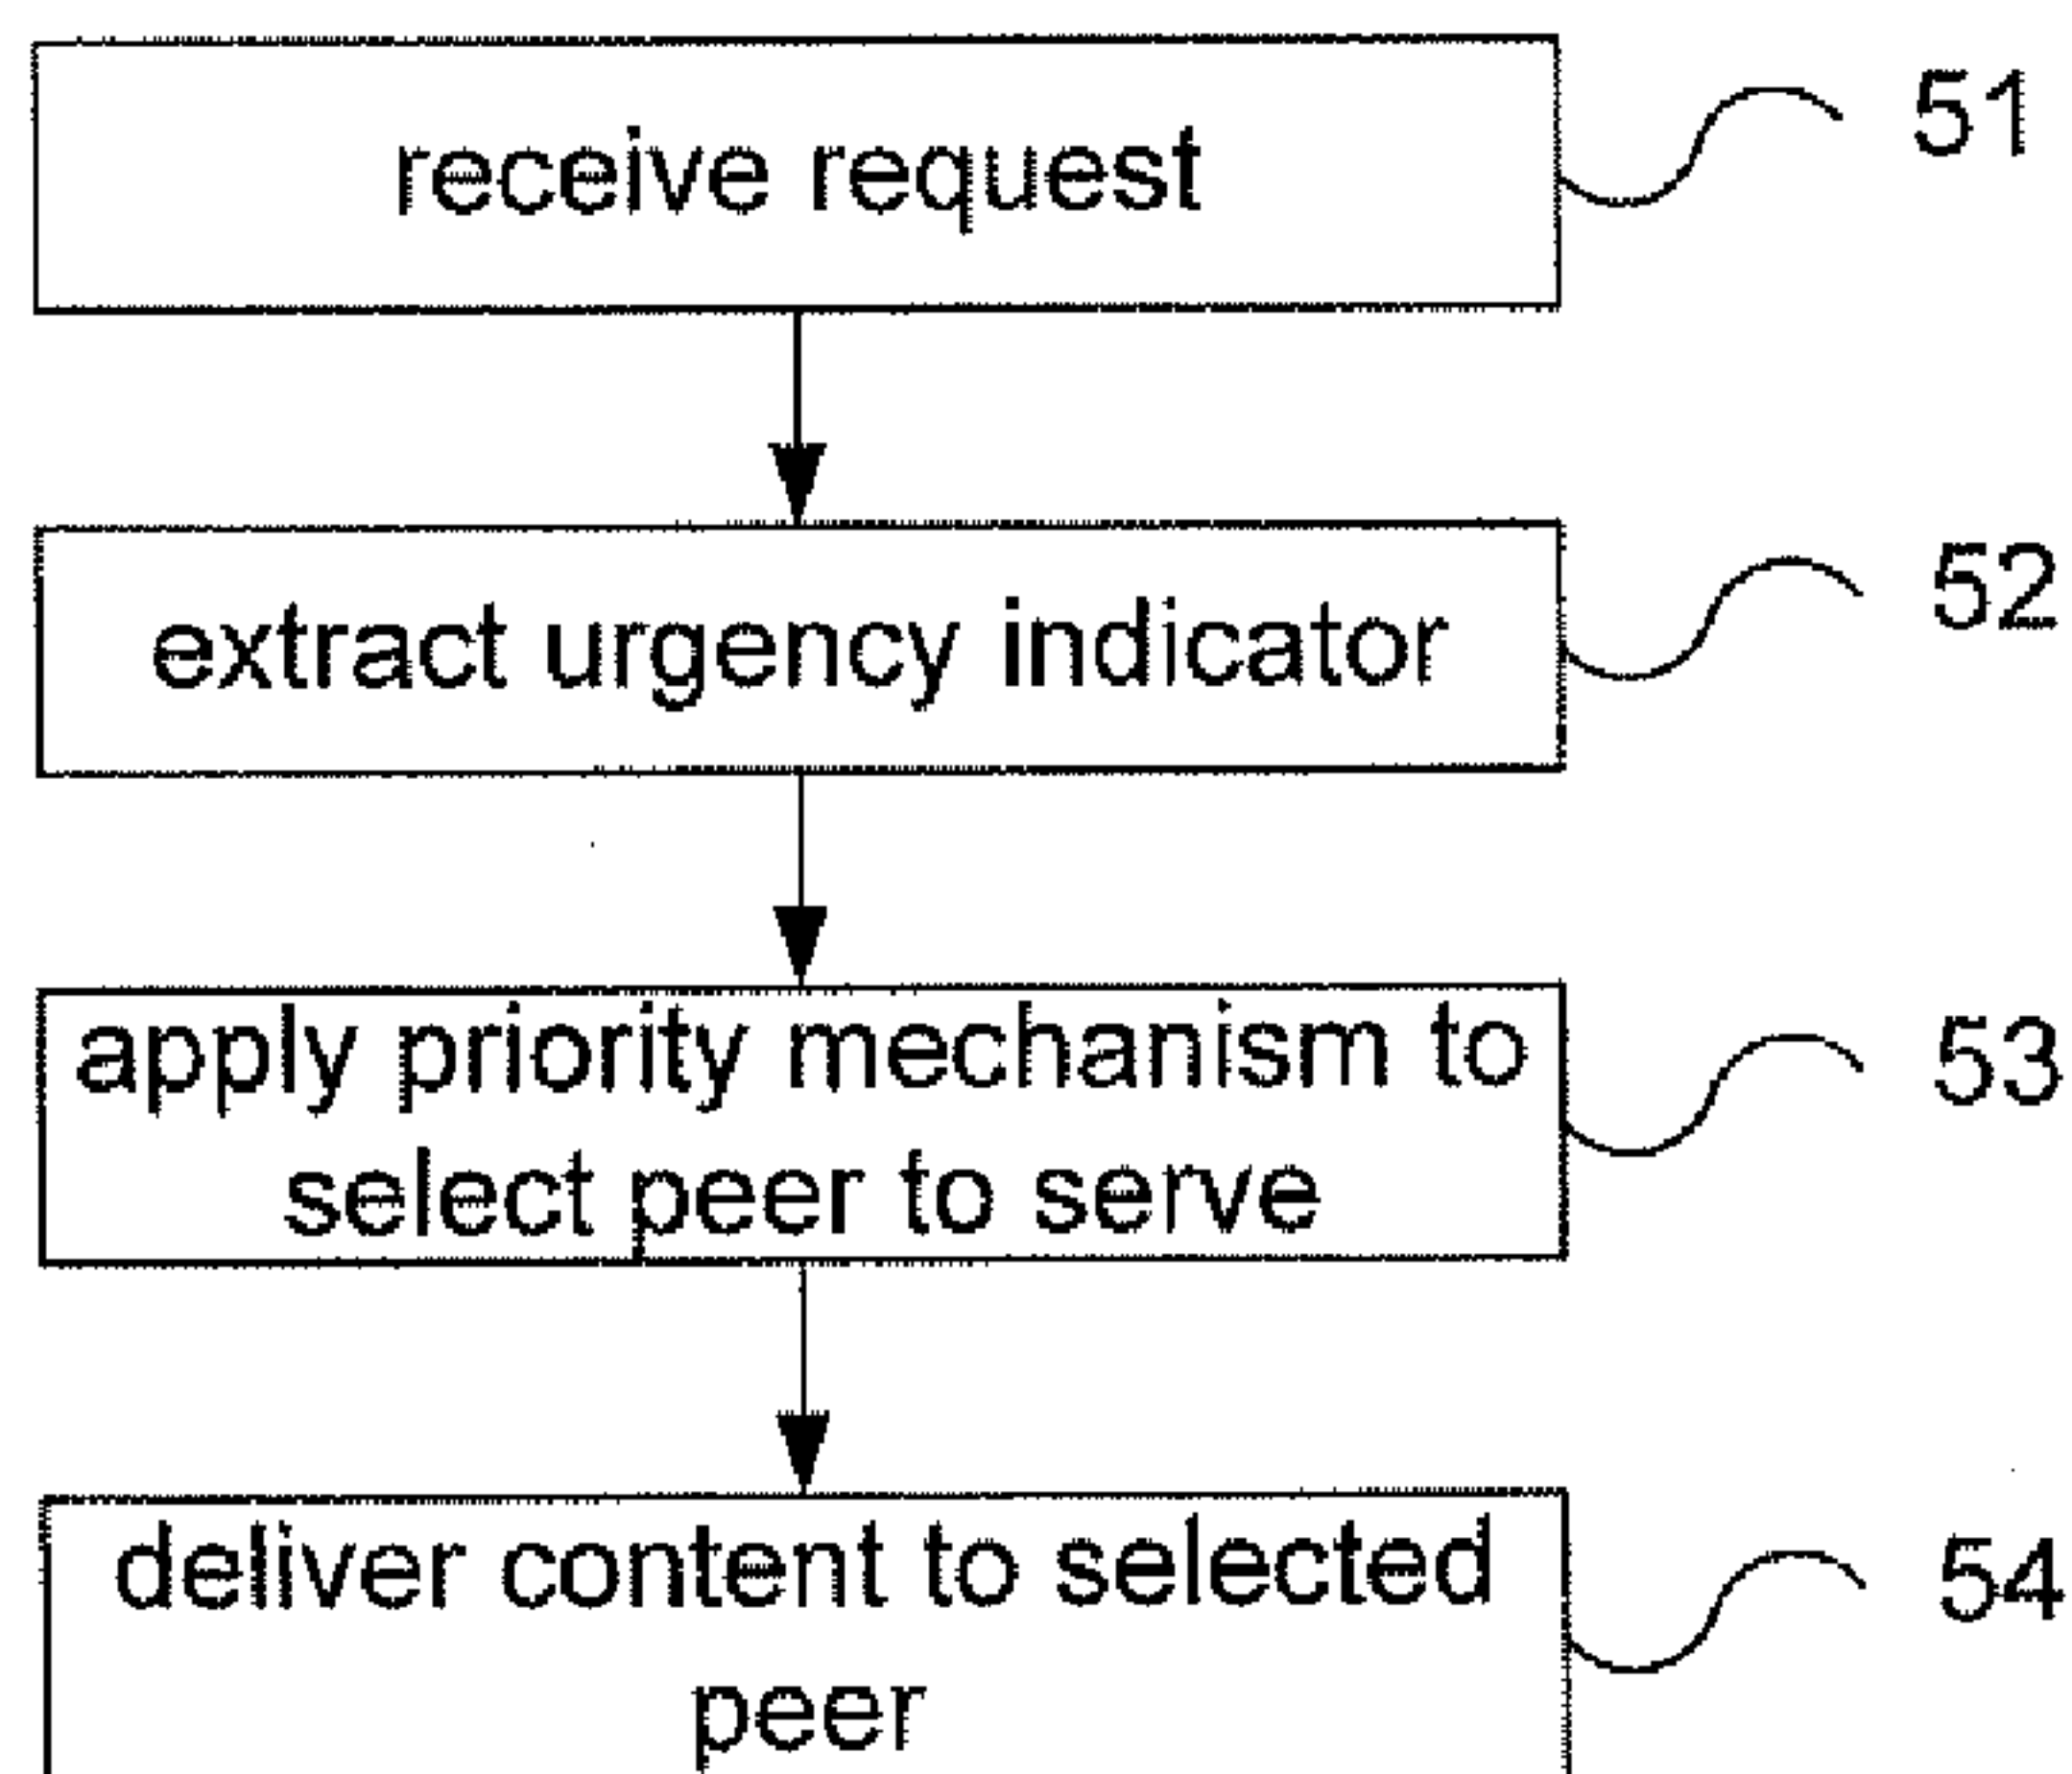 receive request
51
extract urgency indicator
52
apply priority mechanism to
select peer to serve
53
deliver content to selected
peer
54